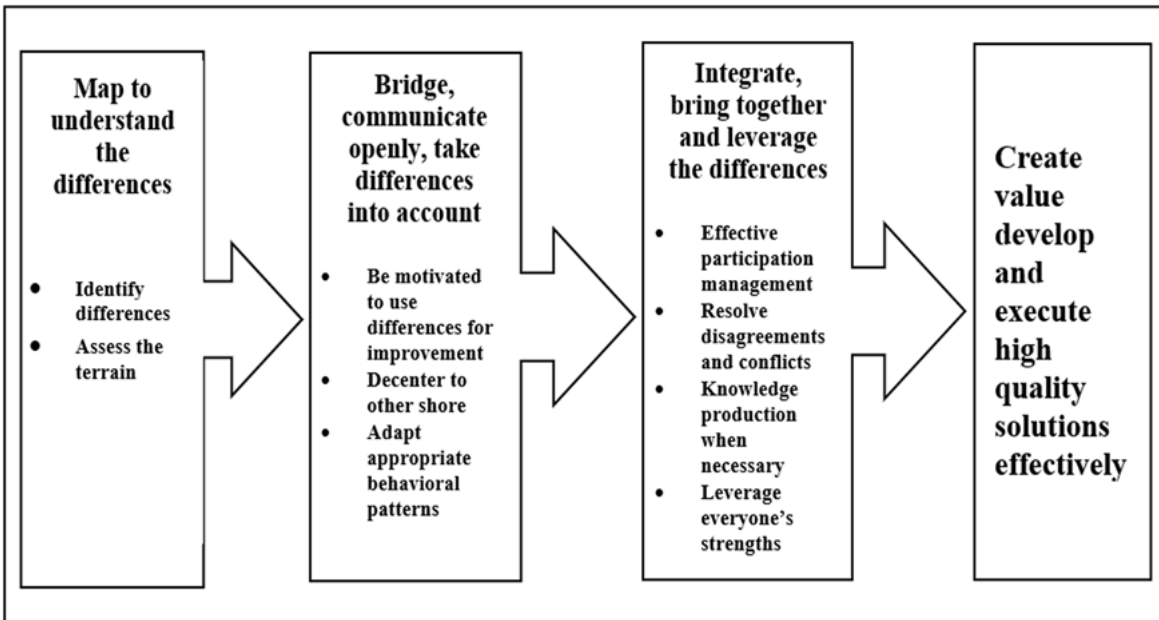 Map to
understand
the
differences
• Identify
differences
• Assess the
terrain
Bridge,
communicate
openly, take
differences
into account
• Be motivated
to use
differences for
improvement
• Decenter to
other shore
• Adapt
appropriate
behavioral
patterns
Integrate,
bring together
and leverage
the differences
• Effective
participation
management
• Resolve
disagreements
and conflicts
• Knowledge
production
when
necessary
• Leverage
everyone’s
strengths
Create
value
develop
and
execute
high
quality
solutions
effectively